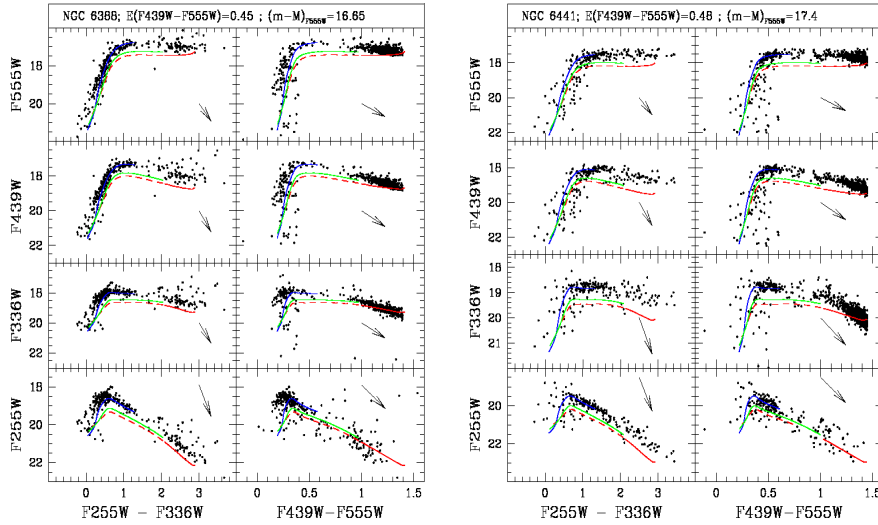 NGC 6388; E(F439W−F555W)=0.45 ; (m−M)F555W=16.65
F555W
18
20
F439W
18
20
22
F336W
18
20
22
F255W
18
20
22
0 1 2 3 0 0.5 1 1.5
F255W − F336W F439W−F555W
NGC 6441; E(F439W−F555W)=0.48 ; (m−M)F555W=17.4
F555W
18
20
22
F439W
16
18
20
22
F336W
18
19
20
21
F255W
20
22
0 1 2 3 0 0.5 1 1.5
F255W − F336W F439W−F555W